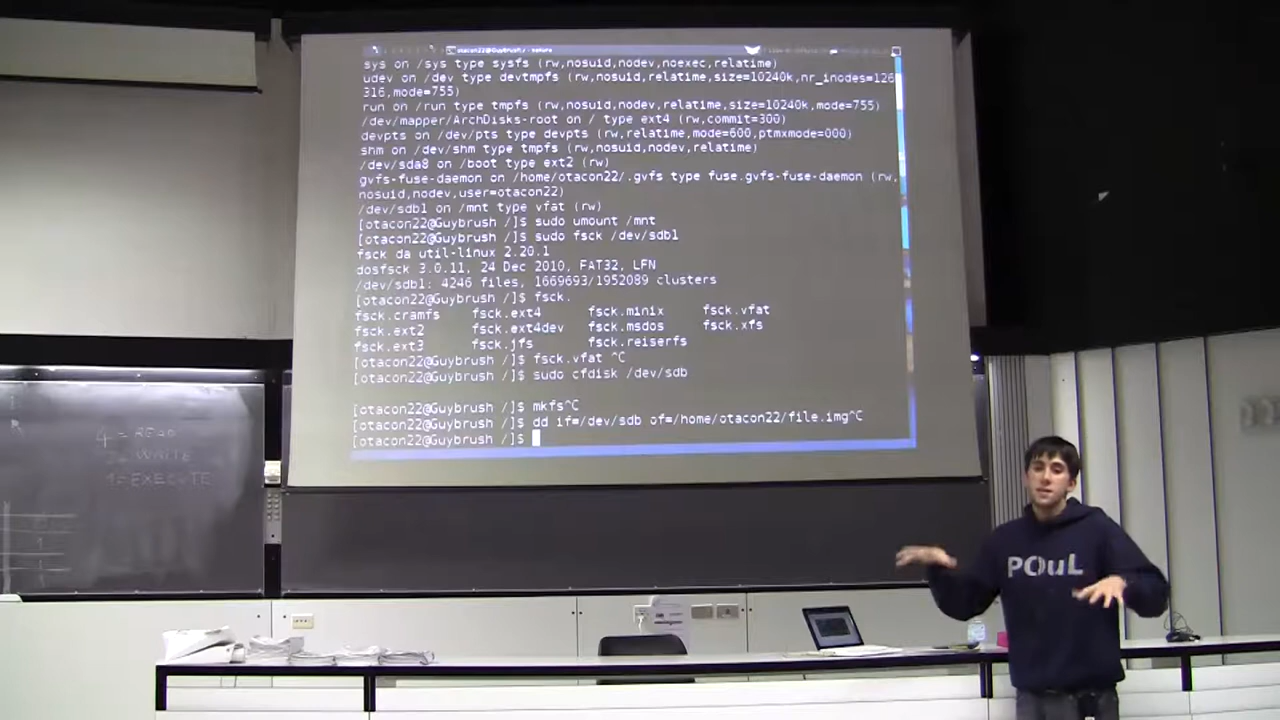 otacon22@Guybrush - sakura
sys on /sys type sysfs (rw,nosuid,nodev,noexec,relatime)
udev on /dev type devtmpfs (rw,nosuid,relatime,size=10240k,nr_inodes=126
316,mode=755)
run on /run type tmpfs (rw,nosuid,nodev,relatime,size=10240k,mode=755)
/dev/mapper/ArchDisks-root on / type ext4 (rw,commit=300)
devpts on /dev/pts type devpts (rw,relatime,mode=600,ptmxmode=000)
shm on /dev/shm type tmpfs (rw,nosuid,nodev,relatime)
/dev/sda8 on /boot type ext2 (rw)
gvfs-fuse-daemon on /home/otacon22/.gvfs type fuse.gvfs-fuse-daemon (rw,
nosuid,nodev,user=otacon22)
/dev/sdb1 on /mnt type vfat (rw)
[otacon22@Guybrush /]$ sudo umount /mnt
[otacon22@Guybrush /]$ sudo fsck /dev/sdb1
fsck da util-linux 2.20.1
dosfsck 3.0.11, 24 Dec 2010, FAT32, LFN
/dev/sdb1: 4246 files, 1669693/1952089 clusters
[otacon22@Guybrush /]$ fsck.
fsck.cramfs fsck.ext4 fsck.minix fsck.vfat
fsck.ext2 fsck.ext4dev fsck.msdos fsck.xfs
fsck.ext3 fsck.jfs fsck.reiserfs
[otacon22@Guybrush /]$ fsck.vfat ^C
[otacon22@Guybrush /]$ sudo cfdisk /dev/sdb
[otacon22@Guybrush /]$ mkfs^C
[otacon22@Guybrush /]$ dd if=/dev/sdb of=/home/otacon22/file.img^C
[otacon22@Guybrush /]$
4 = READ
2 = WRITE
1 = EXECUTE
POuL